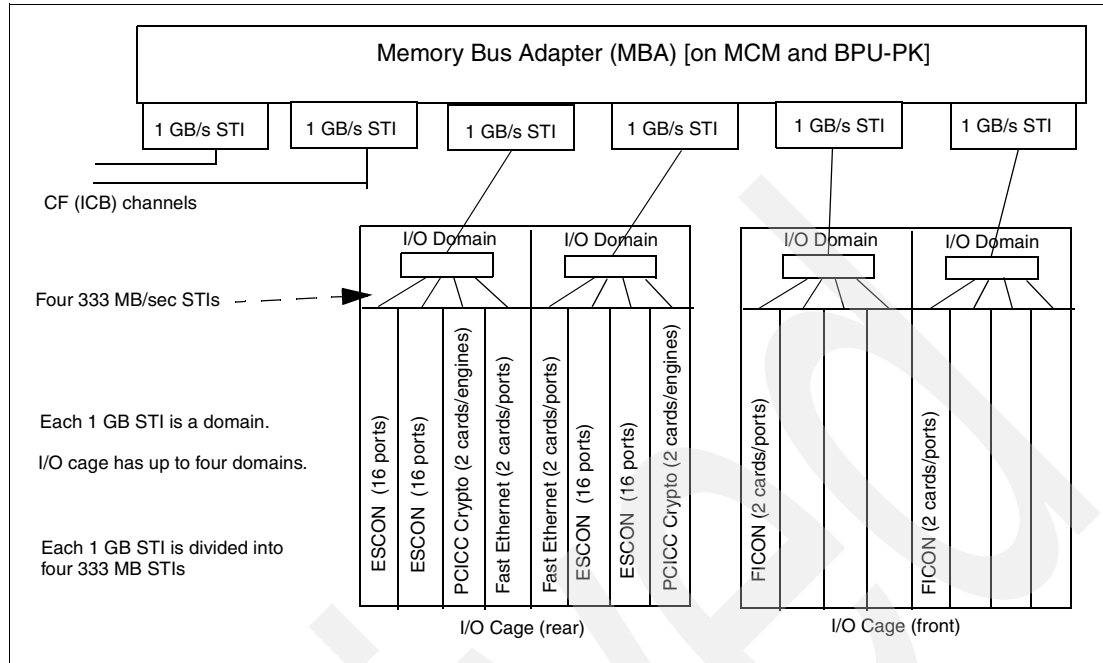 Memory Bus Adapter (MBA) [on MCM and BPU-PK]
1 GB/s STI
1 GB/s STI
1 GB/s STI
1 GB/s STI
1 GB/s STI
1 GB/s STI
CF (ICB) channels
I/O Domain
I/O Domain
I/O Domain
I/O Domain
Four 333 MB/sec STIs
Each 1 GB STI is a domain.
I/O cage has up to four domains.
Each 1 GB STI is divided into
four 333 MB STIs
ESCON (16 ports)
ESCON (16 ports)
PCICC Crypto (2 cards/engines)
Fast Ethernet (2 cards/ports)
Fast Ethernet (2 cards/ports)
ESCON (16 ports)
ESCON (16 ports)
PCICC Crypto (2 cards/engines)
FICON (2 cards/ports)
FICON (2 cards/ports)
I/O Cage (rear)
I/O Cage (front)